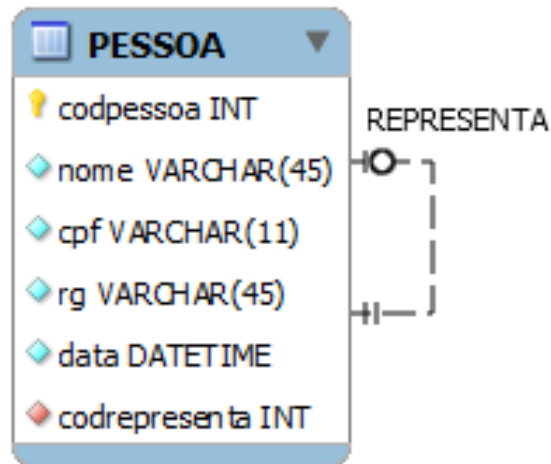 PESSOA
codpessoa INT
REPRESENTA
nome VARCHAR(45)
cpf VARCHAR(11)
rg VARCHAR(45)
data DATETIME
codrepresenta INT